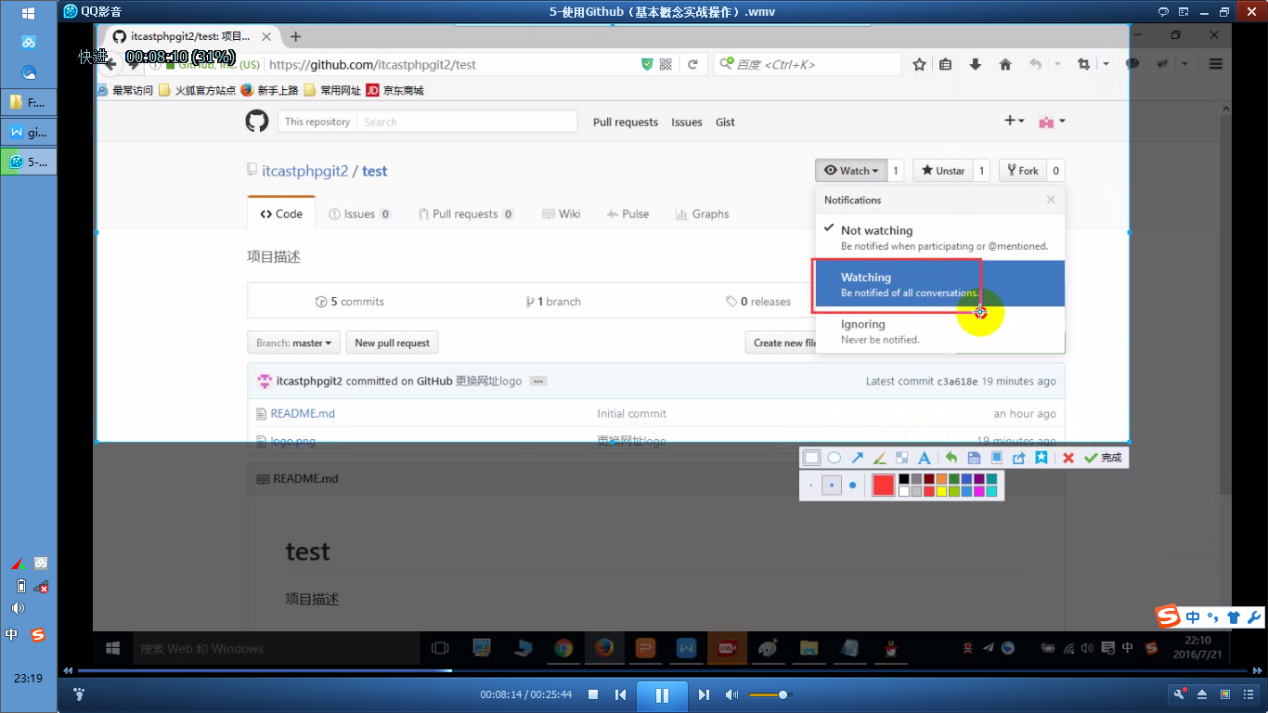 QQ影音
5-使用Github（基本概念实战操作）.wmv
itcastphpgit2/test: 项目...
快进 00:08:10 (31%)
GitHub, Inc. (US)
https://github.com/itcastphpgit2/test
百度 <Ctrl+K>
最常访问 火狐官方站点 新手上路 常用网址 JD 京东商城
This repository Search
Pull requests Issues Gist
itcastphpgit2 / test
Watch 1 Unstar 1 Fork 0
Code Issues 0 Pull requests 0 Wiki Pulse Graphs
Notifications
Not watching
Be notified when participating or @mentioned.
Watching
Be notified of all conversations.
Ignoring
Never be notified.
项目描述
5 commits 1 branch 0 releases
Branch: master New pull request Create new file
itcastphpgit2 committed on GitHub 更换网址logo ...
Latest commit c3a618e 19 minutes ago
README.md Initial commit an hour ago
logo.png 更换网址logo 19 minutes ago
完成
README.md
test
项目描述
搜索 Web 和 Windows
中
22:10
2016/7/21
00:08:14 / 00:25:44
F:...
gi...
5-...
中
23:19
中